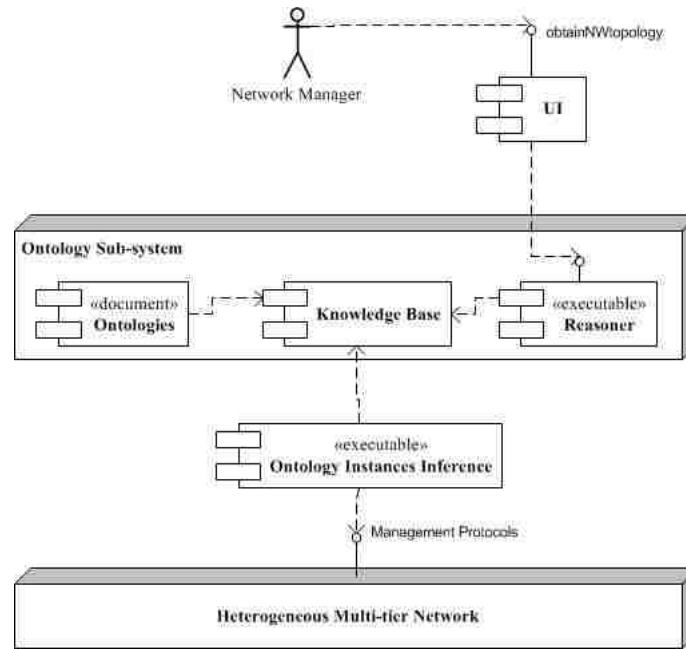 obtainNWtopology
Network Manager
UI
Ontology Sub-system
«document»
Ontologies
Knowledge Base
«executable»
Reasoner
«executable»
Ontology Instances Inference
Management Protocols
Heterogeneous Multi-tier Network